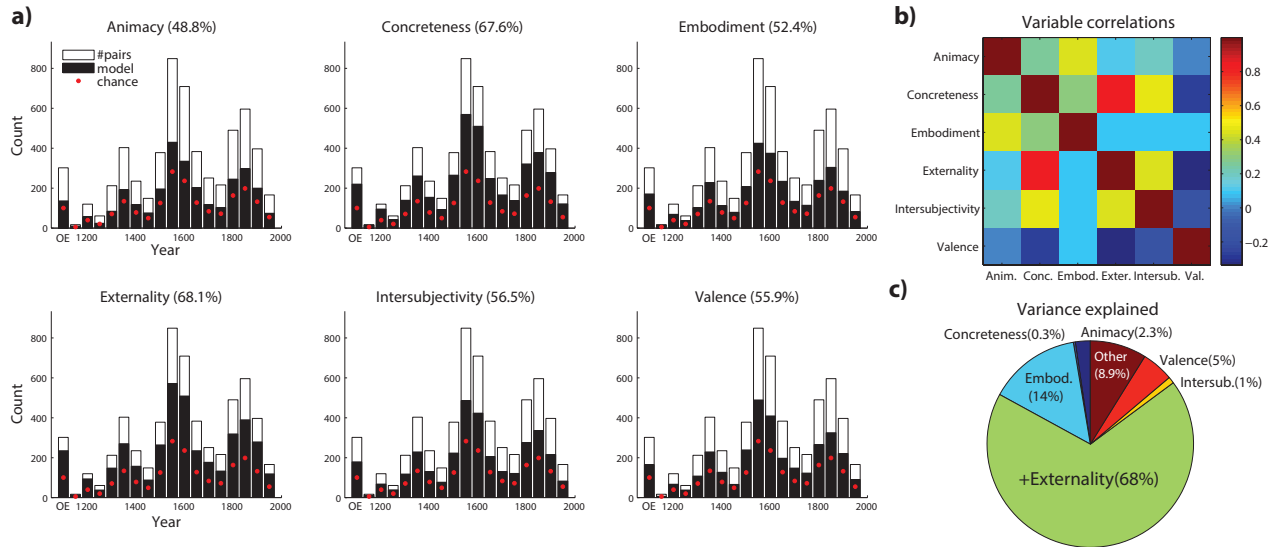 a)
Animacy (48.8%)
#pairs
model
chance
800
600
400
200
0
Count
OE 1200 1400 1600 1800 2000
Year
Concreteness (67.6%)
OE 1200 1400 1600 1800 2000
Embodiment (52.4%)
OE 1200 1400 1600 1800 2000
Externality (68.1%)
800
600
400
200
0
Count
OE 1200 1400 1600 1800 2000
Year
Intersubjectivity (56.5%)
OE 1200 1400 1600 1800 2000
Valence (55.9%)
OE 1200 1400 1600 1800 2000
b)
Variable correlations
Animacy
Concreteness
Embodiment
Externality
Intersubjectivity
Valence
Anim. Conc. Embod. Exter. Intersub. Val.
0.8
0.6
0.4
0.2
0
−0.2
c)
Variance explained
Concreteness(0.3%)
Animacy(2.3%)
Other
(8.9%)
Valence(5%)
Intersub.(1%)
Embod.
(14%)
+Externality(68%)